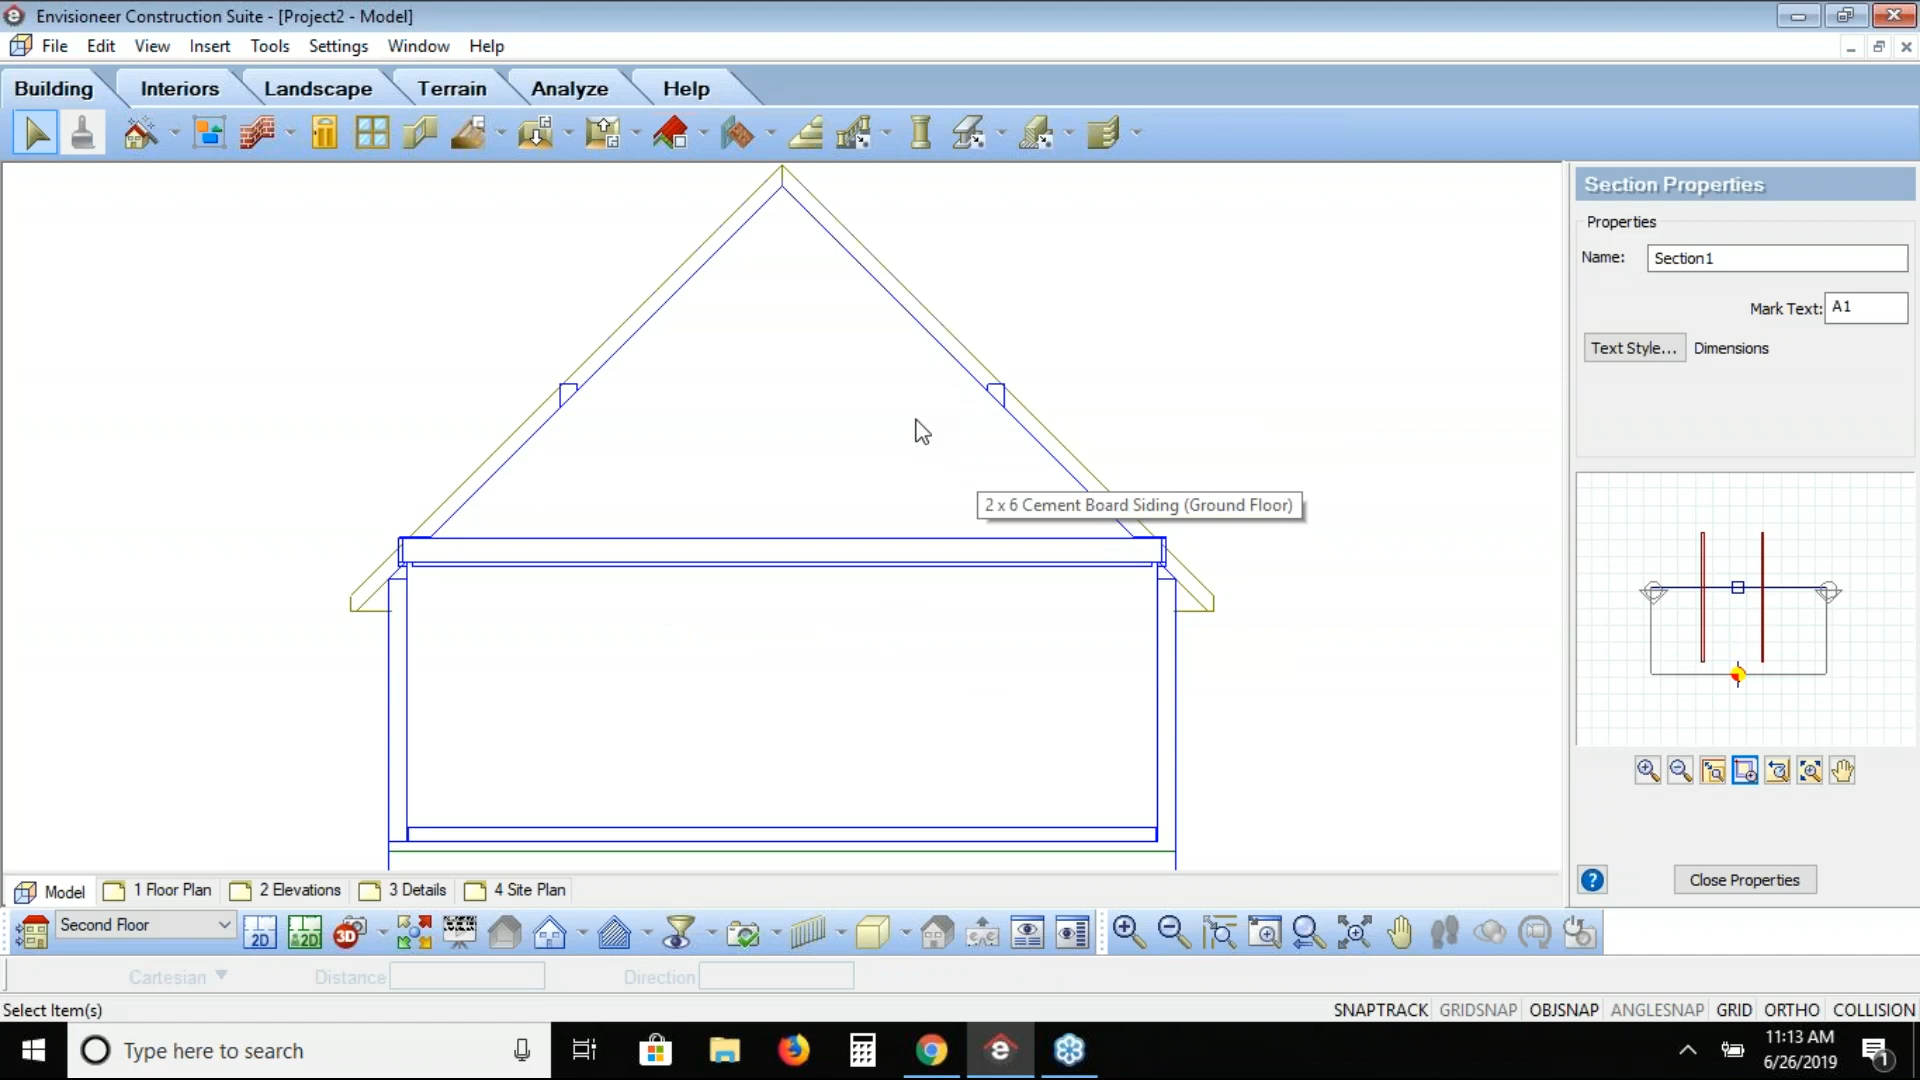 Envisioneer Construction Suite - [Project2 - Model]
File Edit View Insert Tools Settings Window Help
Building Interiors Landscape Terrain Analyze Help
Section Properties
Properties
Name: Section1
Mark Text: A1
Text Style... Dimensions
2 x 6 Cement Board Siding (Ground Floor)
Close Properties
Model 1 Floor Plan 2 Elevations 3 Details 4 Site Plan
Second Floor 2D 2D 3D
Cartesian Distance Direction
Select Item(s) SNAPTRACK GRIDSNAP OBJSNAP ANGLESNAP GRID ORTHO COLLISION
Type here to search
11:13 AM
6/26/2019
1